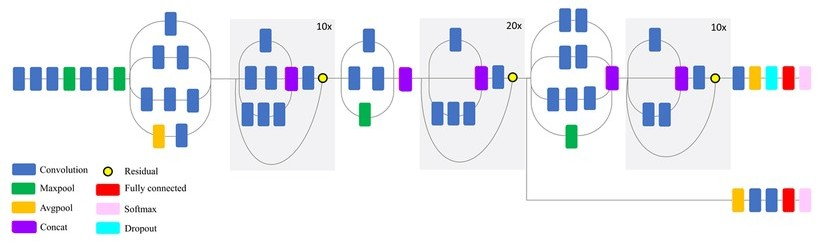 10x
20x
10x
Convolution
Residual
Maxpool
Fully connected
Avgpool
Softmax
Concat
Dropout